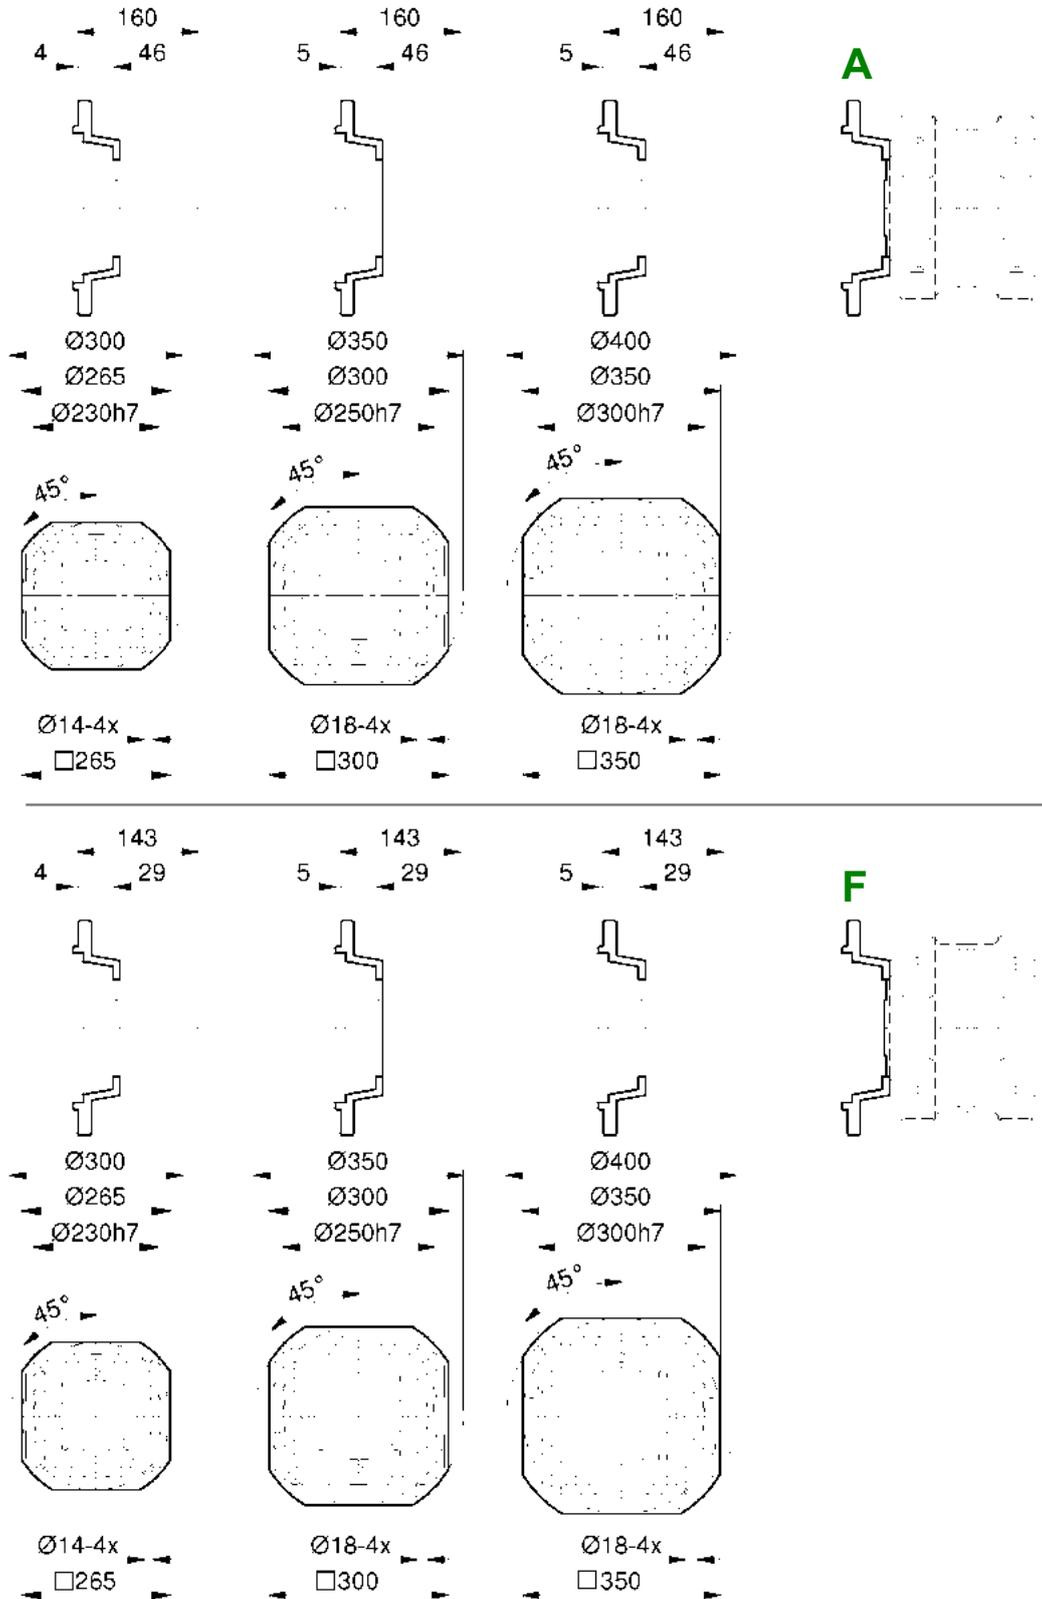 160 160 160
4 46 5 46 5 46 A
Ø300 Ø350 Ø400
Ø265 Ø300 Ø350
Ø230h7 Ø250h7 Ø300h7
45° 45° 45°
Ø14-4x Ø18-4x Ø18-4x
□265 □300 □350
143 143 143
4 29 5 29 5 29 F
Ø300 Ø350 Ø400
Ø265 Ø300 Ø350
Ø230h7 Ø250h7 Ø300h7
45° 45° 45°
Ø14-4x Ø18-4x Ø18-4x
□265 □300 □350